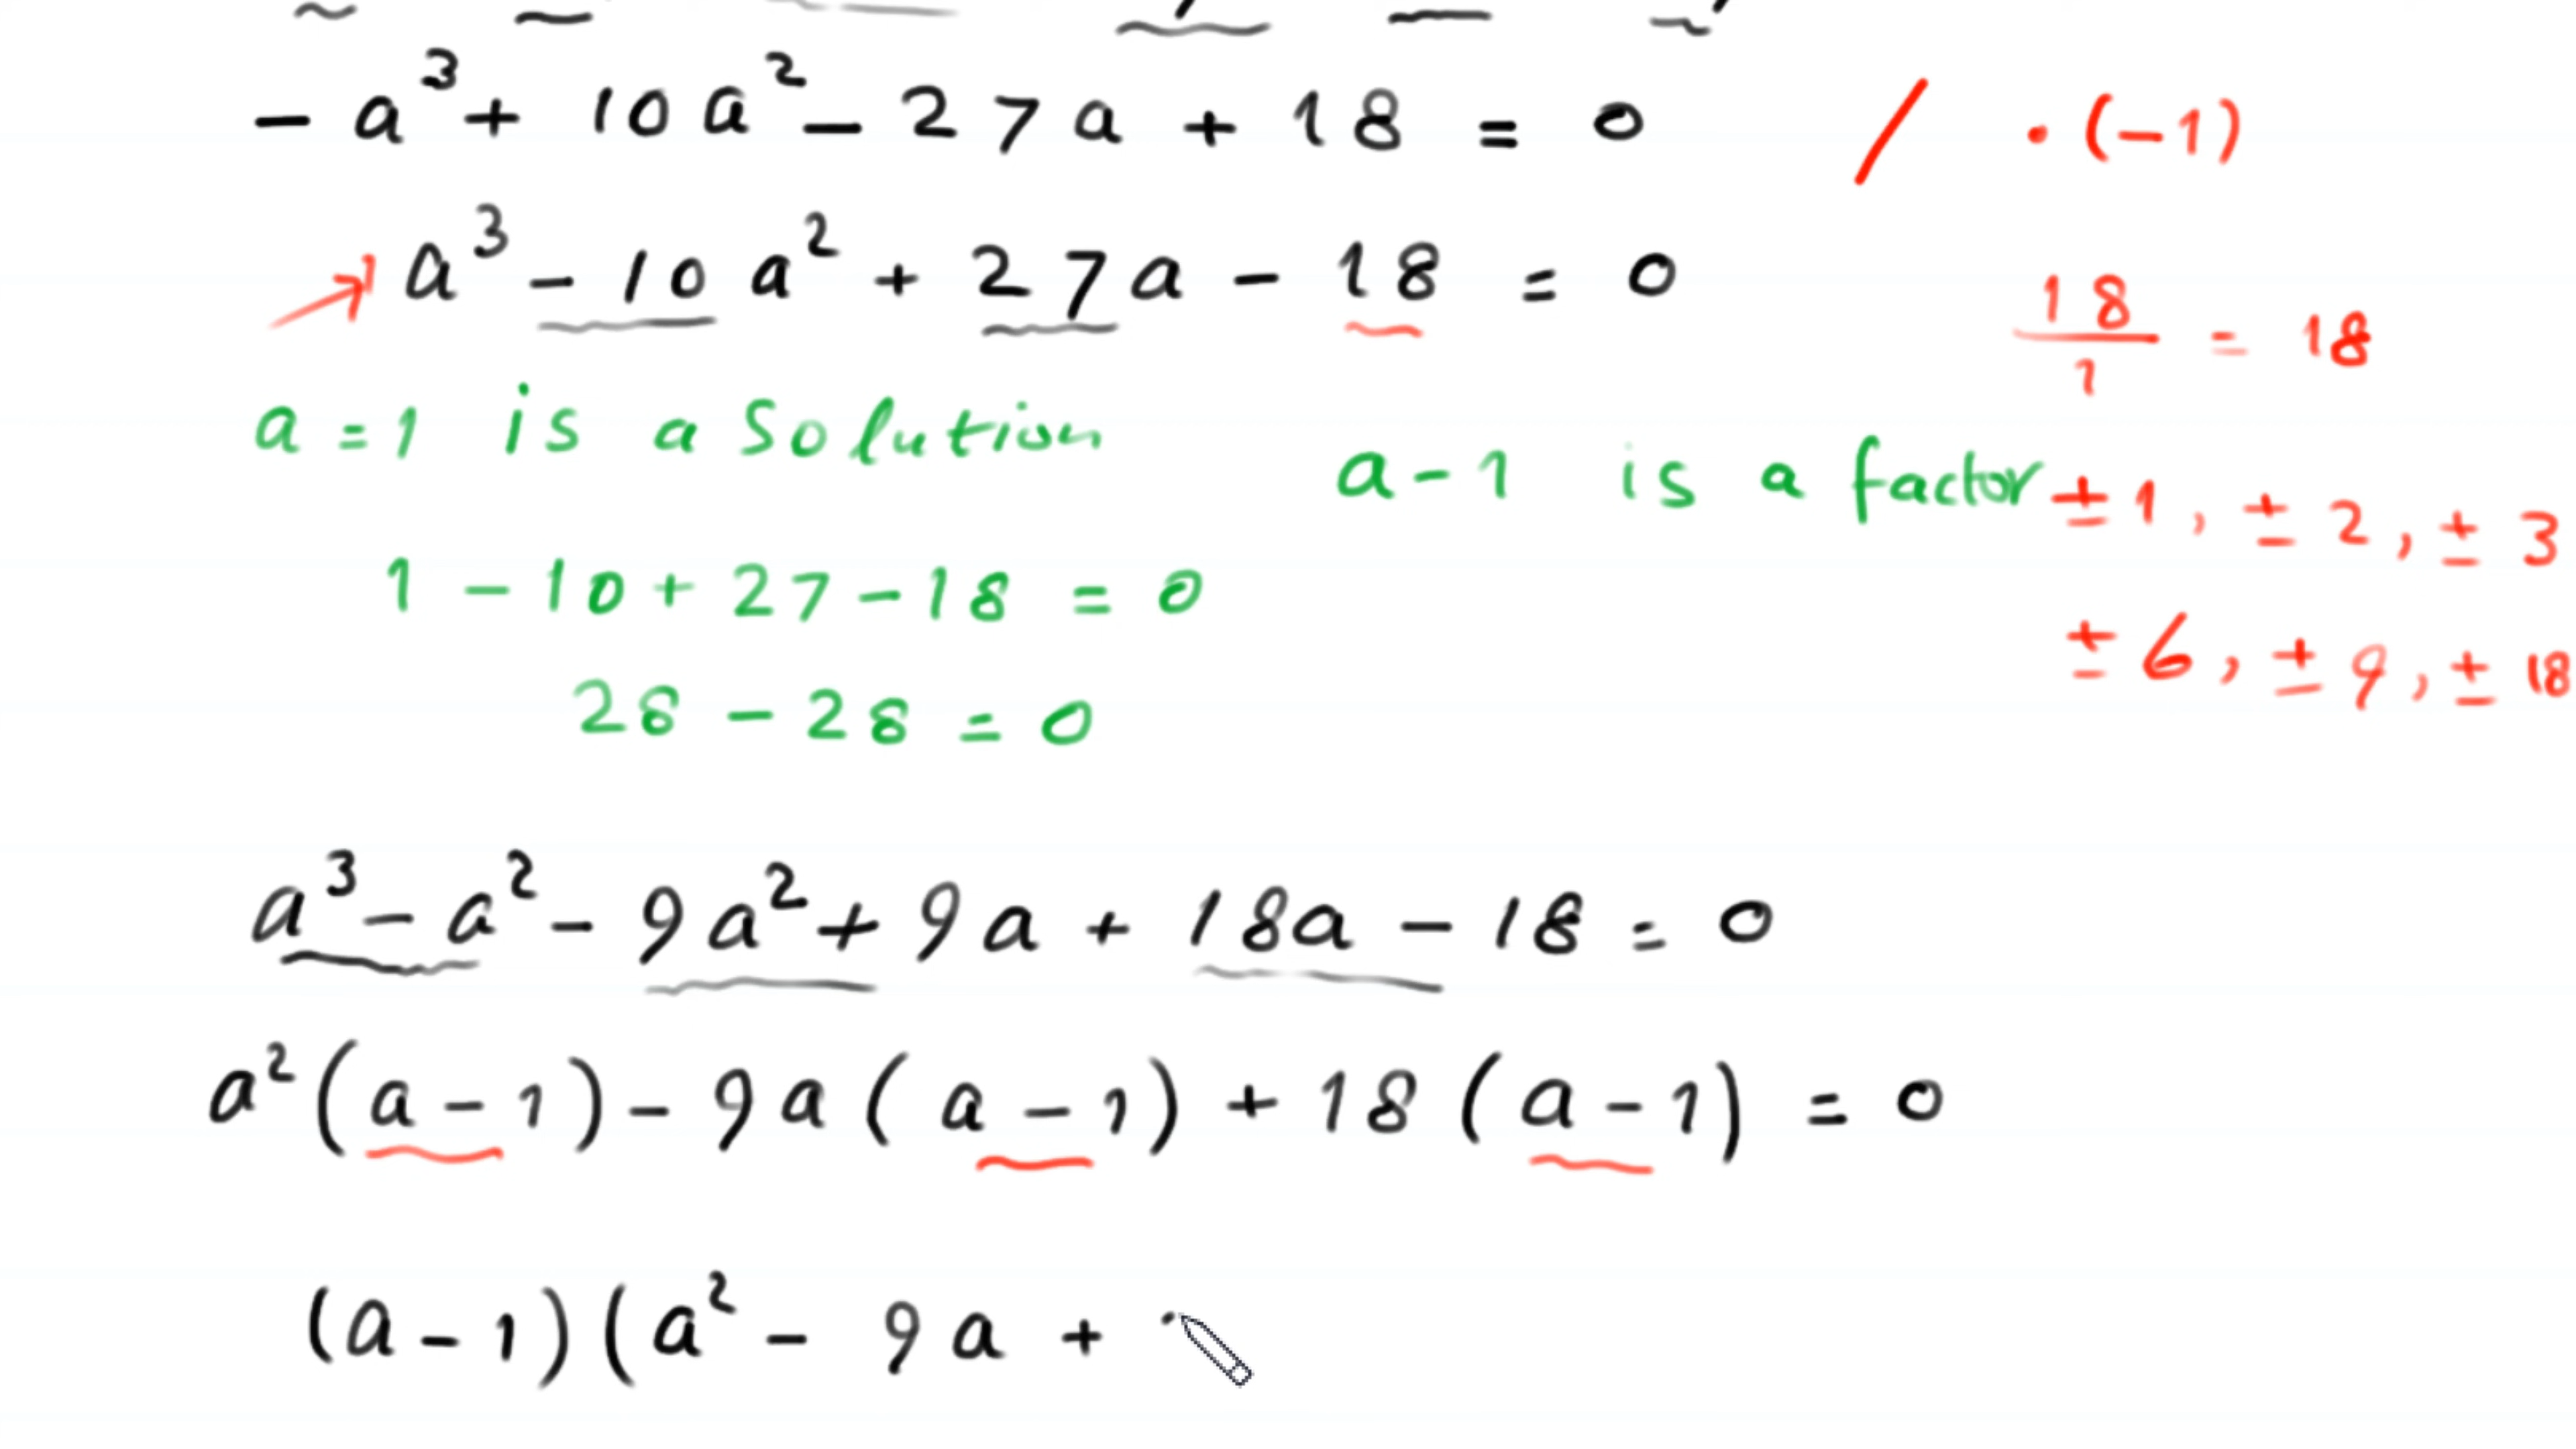 - a³ + 10a² - 27a + 18 = 0 / · (-1)
a³ - 10a² + 27a - 18 = 0
18/1 = 18
a = 1 is a solution
a - 1 is a factor
±1, ±2, ±3
±6, ±9, ±18
1 - 10 + 27 - 18 = 0
28 - 28 = 0
a³ - a² - 9a² + 9a + 18a - 18 = 0
a² (a - 1) - 9a (a - 1) + 18 (a - 1) = 0
(a - 1) (a² - 9a +